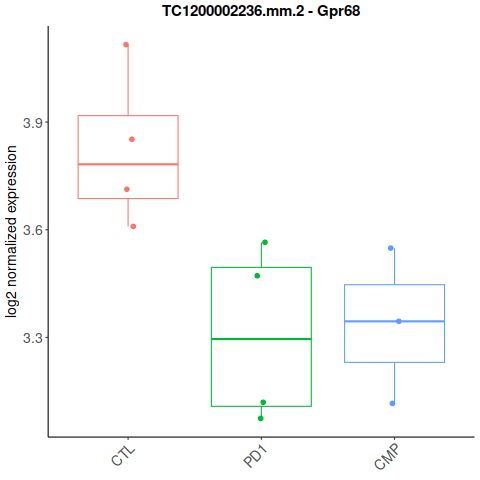 TC1200002236.mm.2 - Gpr68
log2 normalized expression
3.9
3.6
3.3
CTL
PD1
CMP